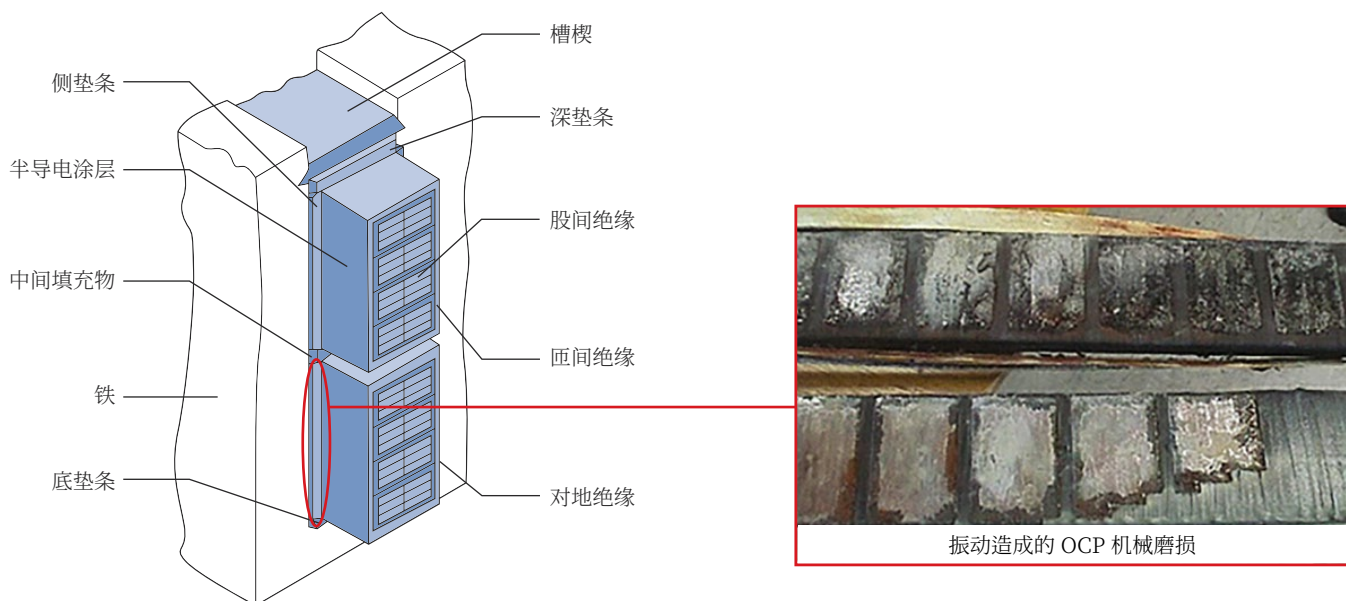 槽楔
侧垫条
深垫条
半导电涂层
股间绝缘
中间填充物
匝间绝缘
铁
底垫条
对地绝缘
振动造成的 OCP 机械磨损